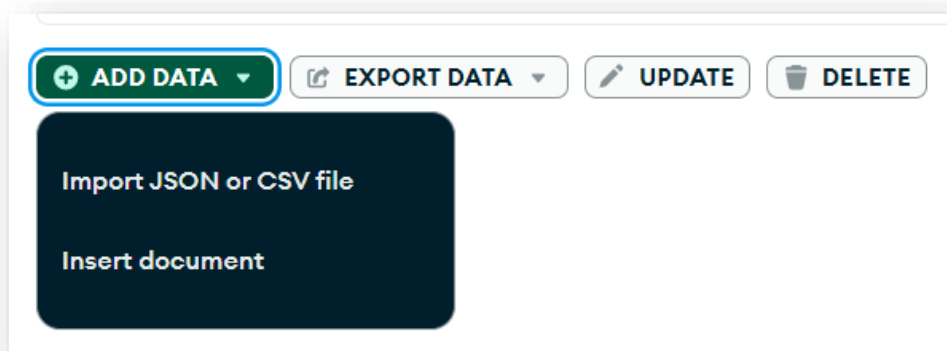 ADD DATA EXPORT DATA UPDATE DELETE
Import JSON or CSV file
Insert document